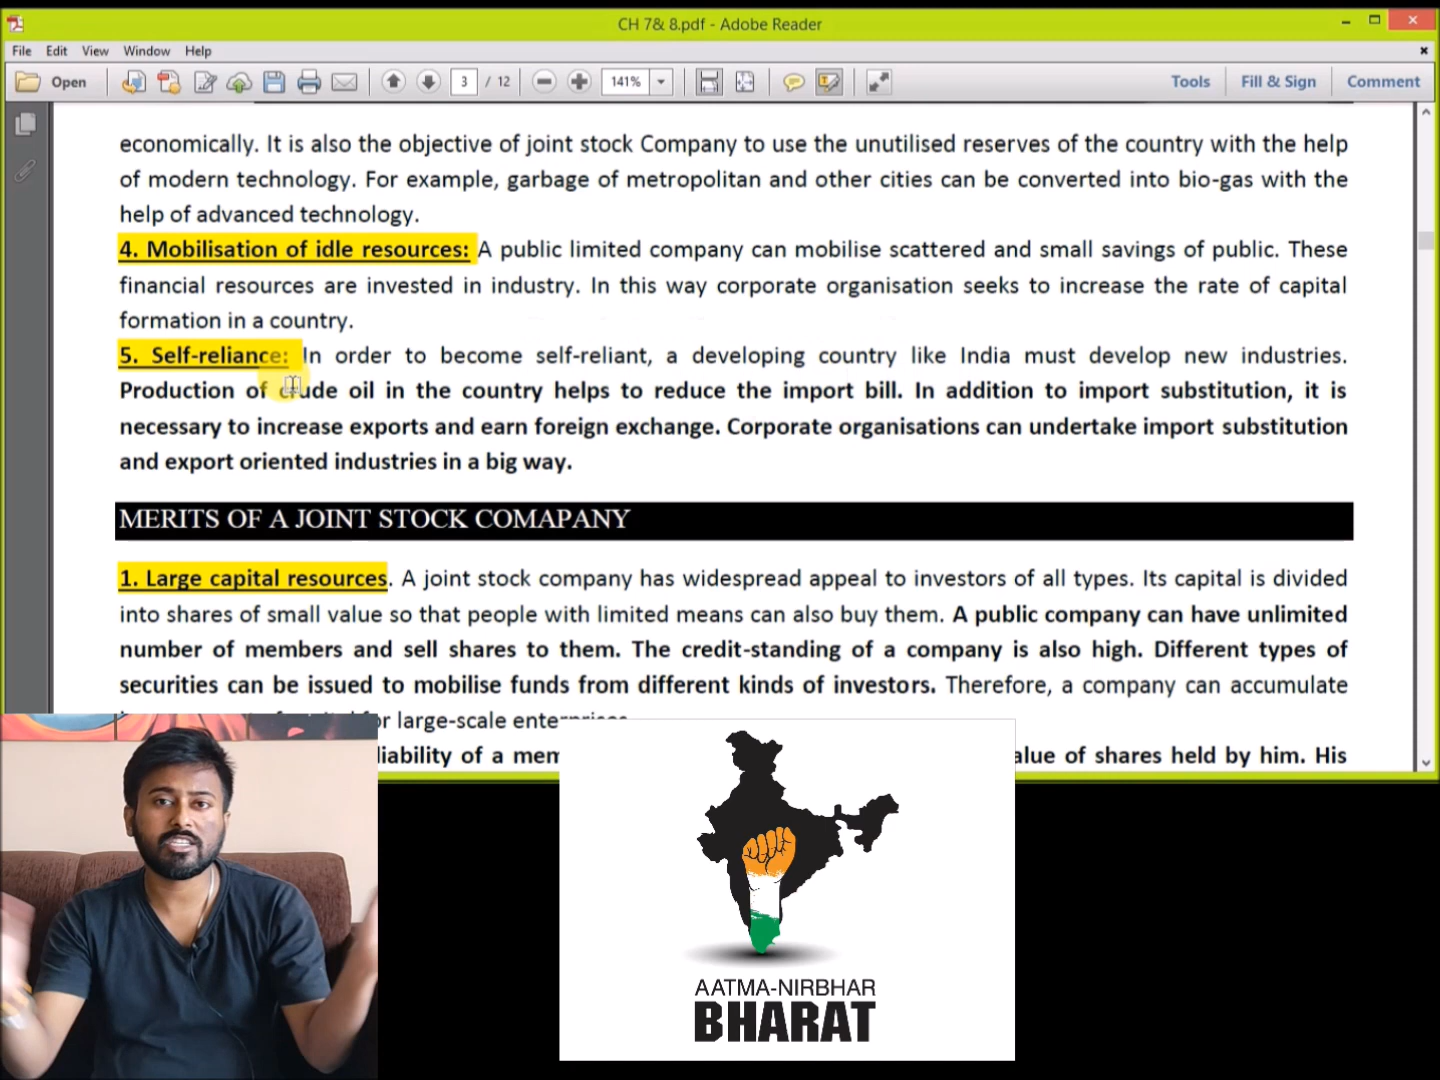 CH 7& 8.pdf - Adobe Reader
File Edit View Window Help
Open 3 / 12 141% Tools Fill & Sign Comment
economically. It is also the objective of joint stock Company to use the unutilised reserves of the country with the help
of modern technology. For example, garbage of metropolitan and other cities can be converted into bio-gas with the
help of advanced technology.
4. Mobilisation of idle resources: A public limited company can mobilise scattered and small savings of public. These
financial resources are invested in industry. In this way corporate organisation seeks to increase the rate of capital
formation in a country.
5. Self-reliance: In order to become self-reliant, a developing country like India must develop new industries.
Production of crude oil in the country helps to reduce the import bill. In addition to import substitution, it is
necessary to increase exports and earn foreign exchange. Corporate organisations can undertake import substitution
and export oriented industries in a big way.
MERITS OF A JOINT STOCK COMAPANY
1. Large capital resources. A joint stock company has widespread appeal to investors of all types. Its capital is divided
into shares of small value so that people with limited means can also buy them. A public company can have unlimited
number of members and sell shares to them. The credit-standing of a company is also high. Different types of
securities can be issued to mobilise funds from different kinds of investors. Therefore, a company can accumulate
for large-scale enterprises.
liability of a mem alue of shares held by him. His
AATMA-NIRBHAR
BHARAT